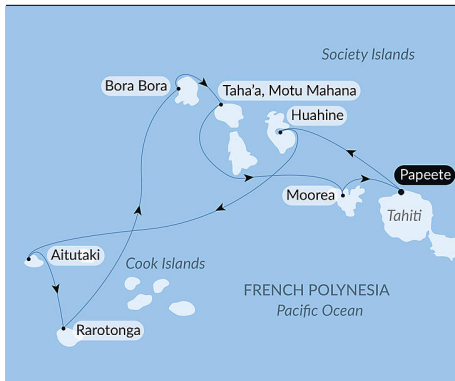 Society Islands
Bora Bora
Taha'a, Motu Mahana
Huahine
Papeete
Moorea
Tahiti
Aitutaki
Cook Islands
FRENCH POLYNESIA
Pacific Ocean
Rarotonga